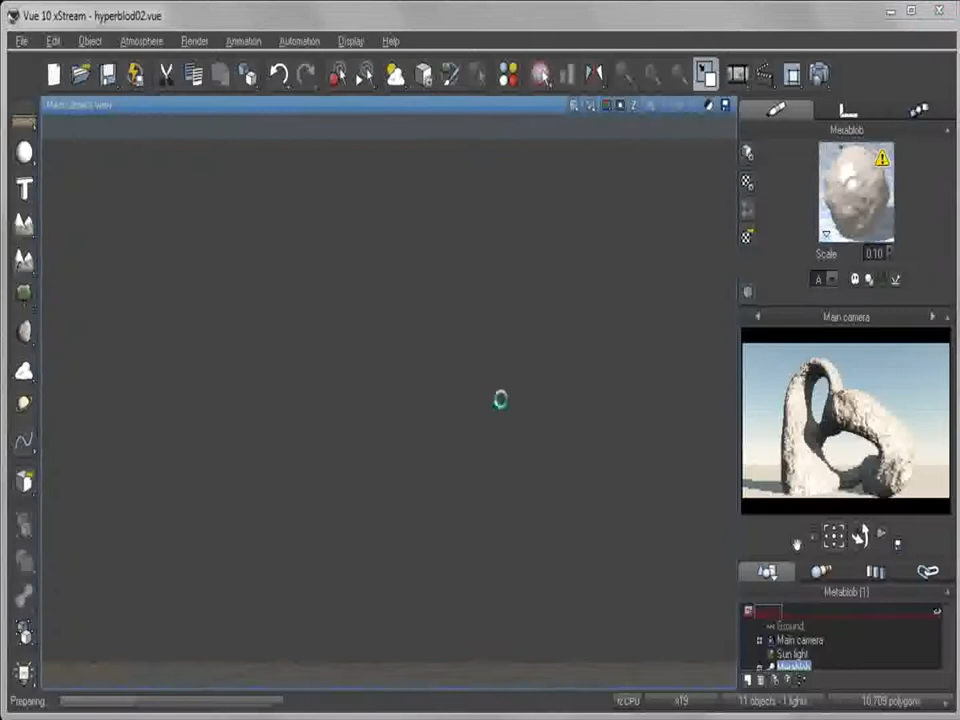 Vue 10 xStream - hyperblod02.vue
File Edit Object Atmosphere Render Animation Automation Display Help
Z
Metablob
Scale 0.10
A
Main camera
Metablob (1)
Ground
Main camera
Sun light
Metablob
Preparing
11 objects - 1 light
10,709 polygons